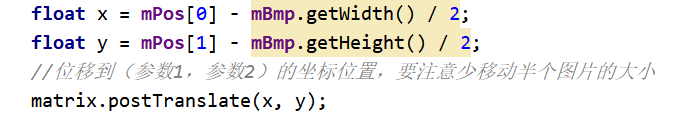 float x = mPos[0] - mBmp.getWidth() / 2;
float y = mPos[1] - mBmp.getHeight() / 2;
//位移到（参数1，参数2）的坐标位置，要注意少移动半个图片的大小
matrix.postTranslate(x, y);